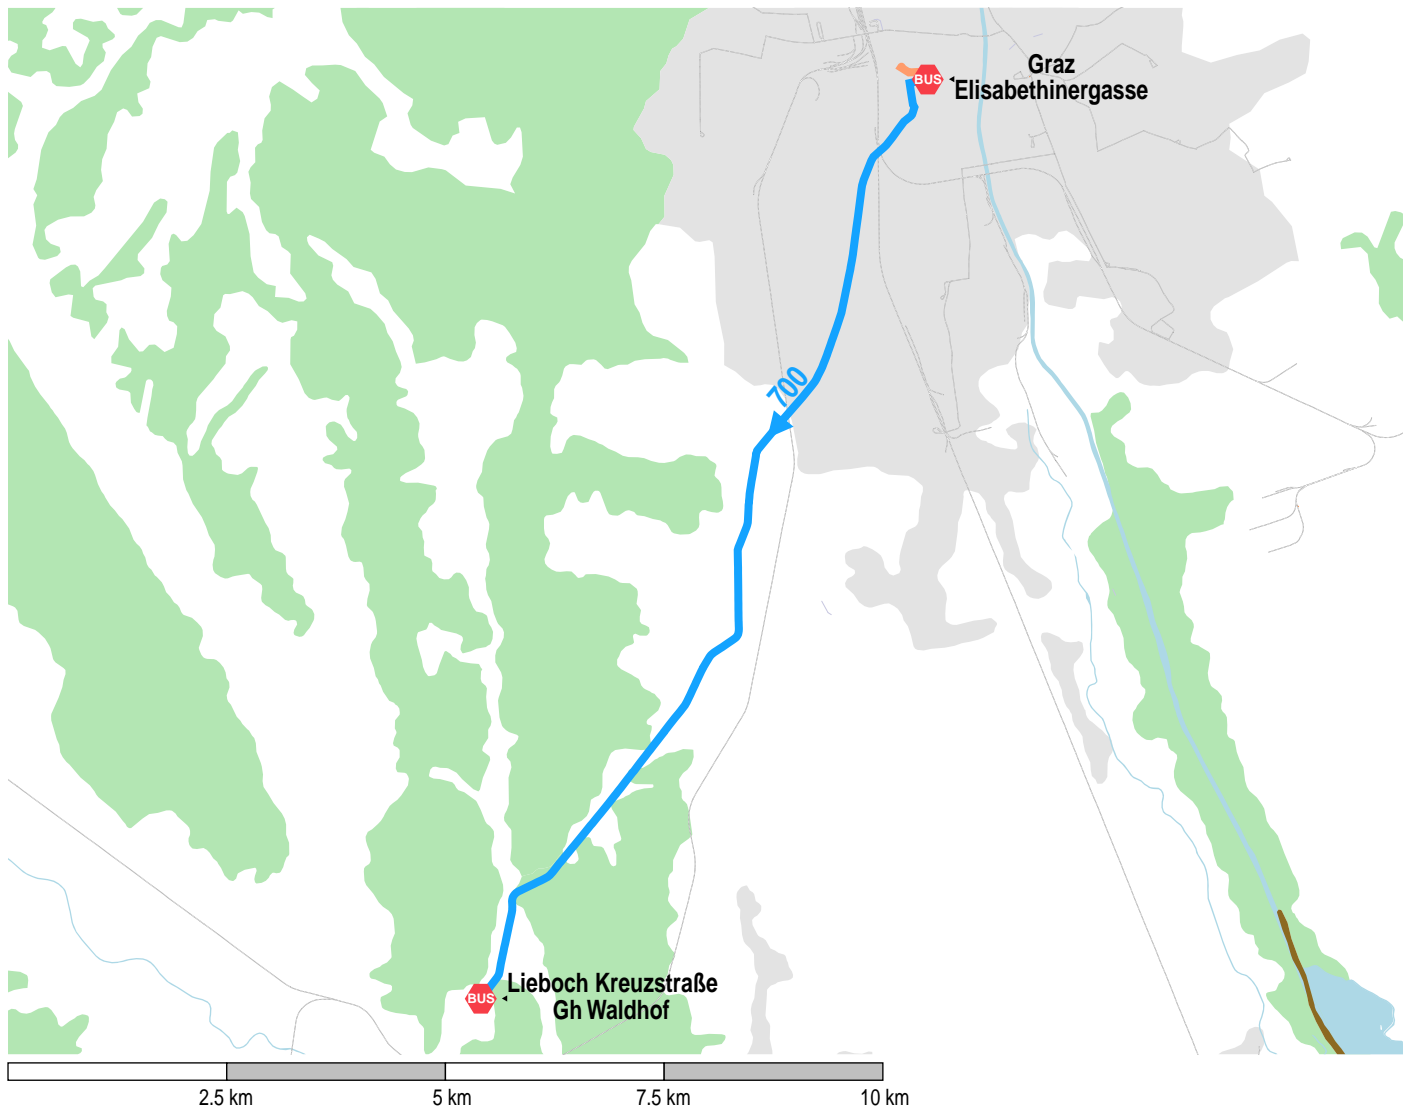 BUS
Graz
Elisabethinergasse
700
BUS
Lieboch Kreuzstraße
Gh Waldhof
2.5 km 5 km 7.5 km 10 km